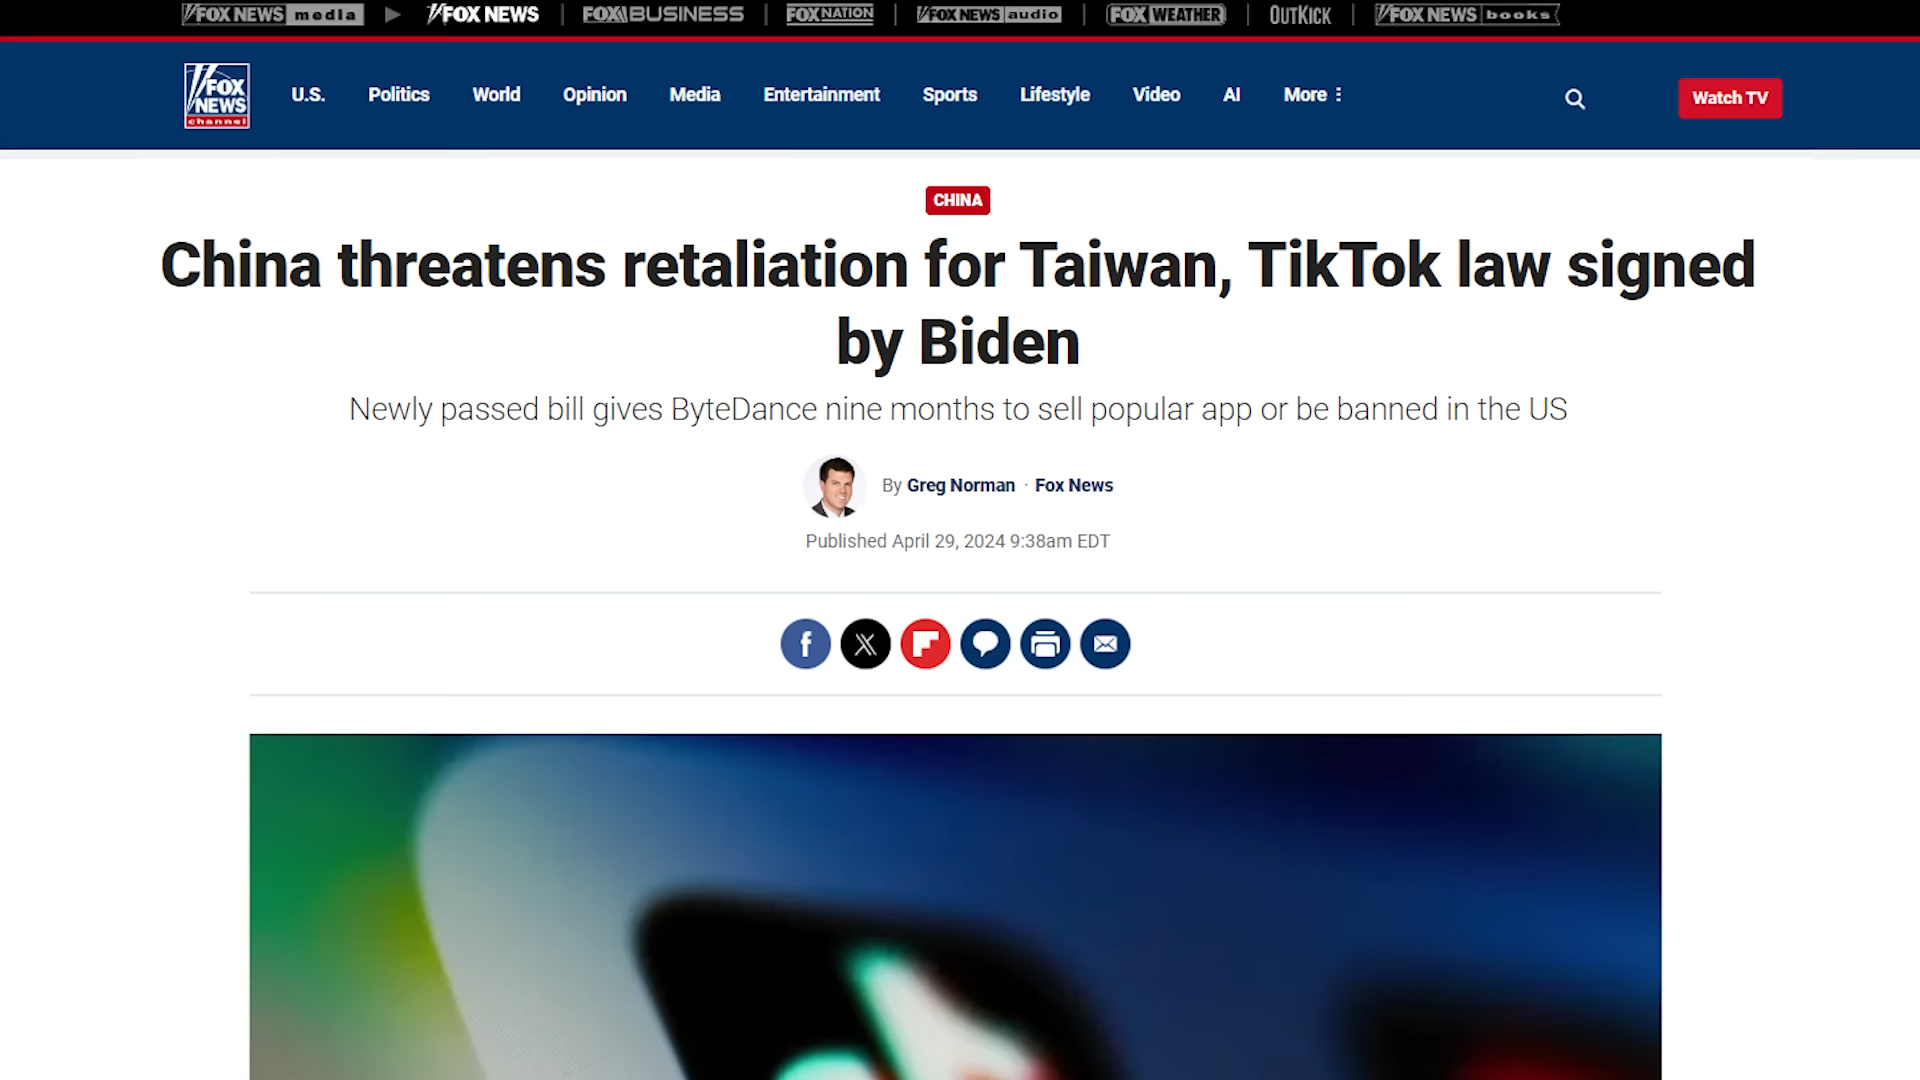 FOX NEWS media FOX NEWS FOX BUSINESS FOX NATION FOX NEWS audio FOX WEATHER OUTKICK FOX NEWS books
FOX NEWS channel
U.S. Politics World Opinion Media Entertainment Sports Lifestyle Video AI More Watch TV
CHINA
China threatens retaliation for Taiwan, TikTok law signed
by Biden
Newly passed bill gives ByteDance nine months to sell popular app or be banned in the US
By Greg Norman · Fox News
Published April 29, 2024 9:38am EDT